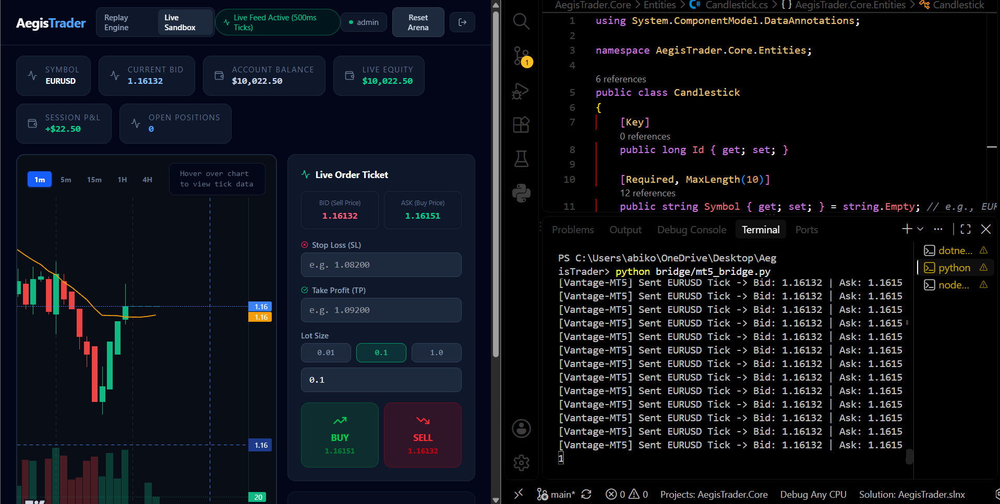 AegisTrader
Replay Engine
Live Sandbox
Live Feed Active (500ms Ticks)
admin
Reset Arena
SYMBOL
EURUSD
CURRENT BID
1.16132
ACCOUNT BALANCE
$10,022.50
LIVE EQUITY
$10,022.50
SESSION P&L
+$22.50
OPEN POSITIONS
0
1m 5m 15m 1H 4H
Hover over chart
to view tick data
1.16
1.16
1.16
20
Live Order Ticket
BID (Sell Price)
1.16132
ASK (Buy Price)
1.16151
Stop Loss (SL)
e.g. 1.08200
Take Profit (TP)
e.g. 1.09200
Lot Size
0.01 0.1 1.0
0.1
BUY
1.16151
SELL
1.16132
1
AegisTrader.Core > Entities > C# Candlestick.cs > {} AegisTrader.Core.Entities > Candlestick
1 using System.ComponentModel.DataAnnotations;
2
3 namespace AegisTrader.Core.Entities;
4
6 references
5 public class Candlestick
6 {
7 [Key]
0 references
8 public long Id { get; set; }
9
10 [Required, MaxLength(10)]
12 references
11 public string Symbol { get; set; } = string.Empty; // e.g., EUR
Problems Output Debug Console Terminal Ports
PS C:\Users\abiko\OneDrive\Desktop\Aeg
isTrader> python bridge/mt5_bridge.py
[Vantage-MT5] Sent EURUSD Tick -> Bid: 1.16132 | Ask: 1.1615
[Vantage-MT5] Sent EURUSD Tick -> Bid: 1.16132 | Ask: 1.1615
[Vantage-MT5] Sent EURUSD Tick -> Bid: 1.16132 | Ask: 1.1615
[Vantage-MT5] Sent EURUSD Tick -> Bid: 1.16132 | Ask: 1.1615
[Vantage-MT5] Sent EURUSD Tick -> Bid: 1.16132 | Ask: 1.1615
[Vantage-MT5] Sent EURUSD Tick -> Bid: 1.16132 | Ask: 1.1615
[Vantage-MT5] Sent EURUSD Tick -> Bid: 1.16132 | Ask: 1.1615
[Vantage-MT5] Sent EURUSD Tick -> Bid: 1.16132 | Ask: 1.1615
[Vantage-MT5] Sent EURUSD Tick -> Bid: 1.16132 | Ask: 1.1615
[Vantage-MT5] Sent EURUSD Tick -> Bid: 1.16132 | Ask: 1.1615
[Vantage-MT5] Sent EURUSD Tick -> Bid: 1.16132 | Ask: 1.1615
[Vantage-MT5] Sent EURUSD Tick -> Bid: 1.16132 | Ask: 1.1615
[Vantage-MT5] Sent EURUSD Tick -> Bid: 1.16132 | Ask: 1.1615
1
dotne...
python
node...
main* 0 0 Projects: AegisTrader.Core Debug Any CPU Solution: AegisTrader.slnx